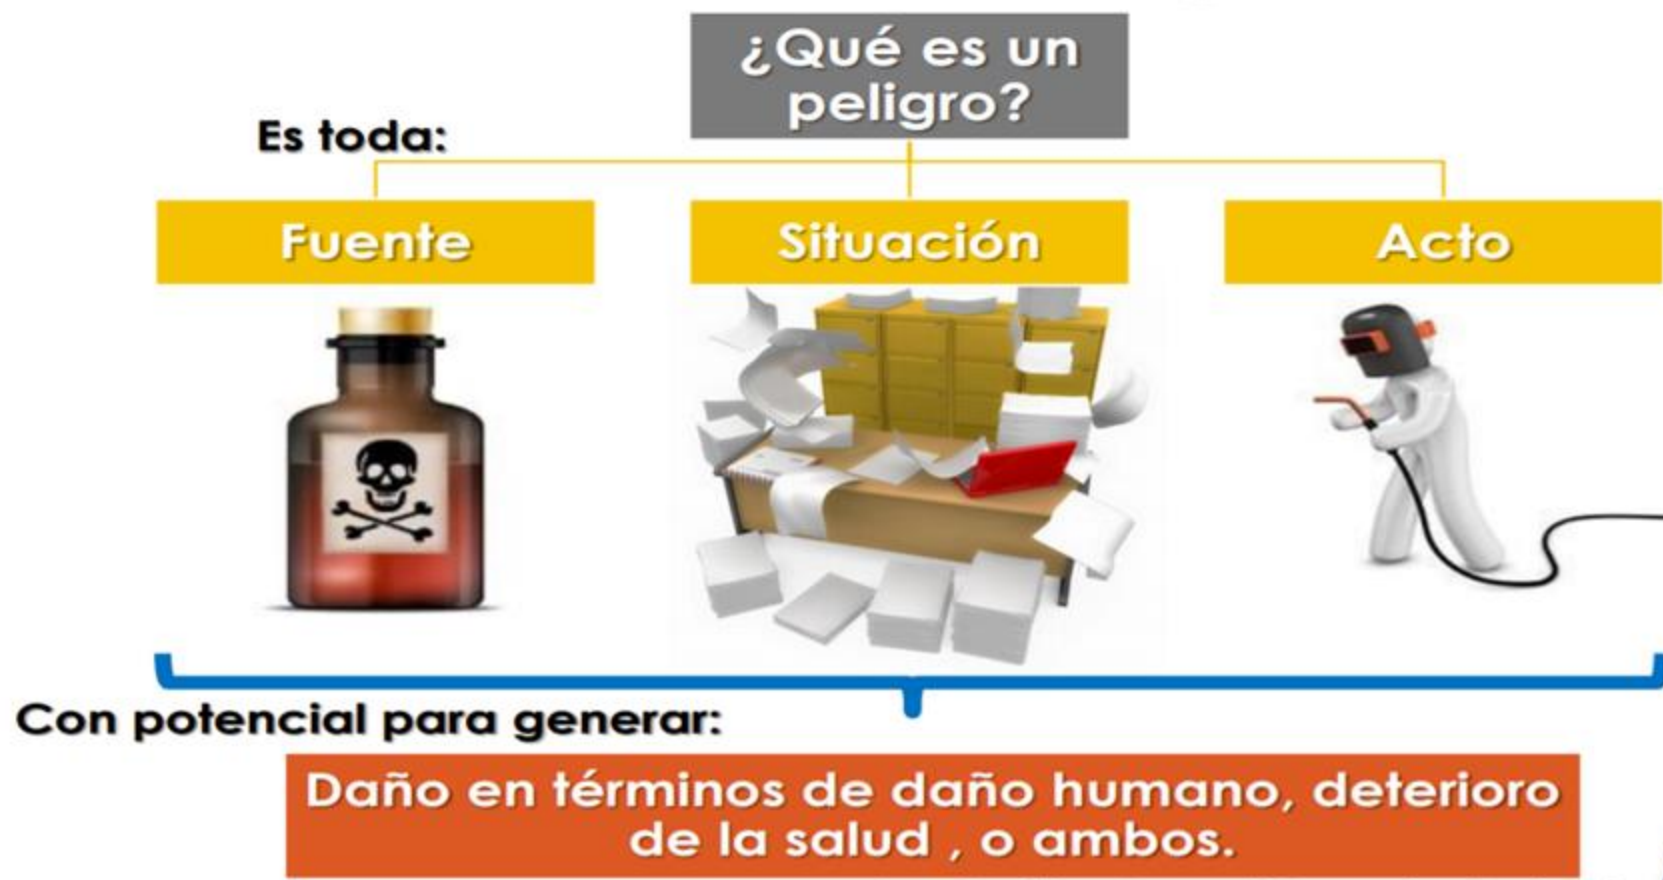 ¿Qué es un
peligro?
Es toda:
Fuente
Situación
Acto
Con potencial para generar:
Daño en términos de daño humano, deterioro
de la salud , o ambos.